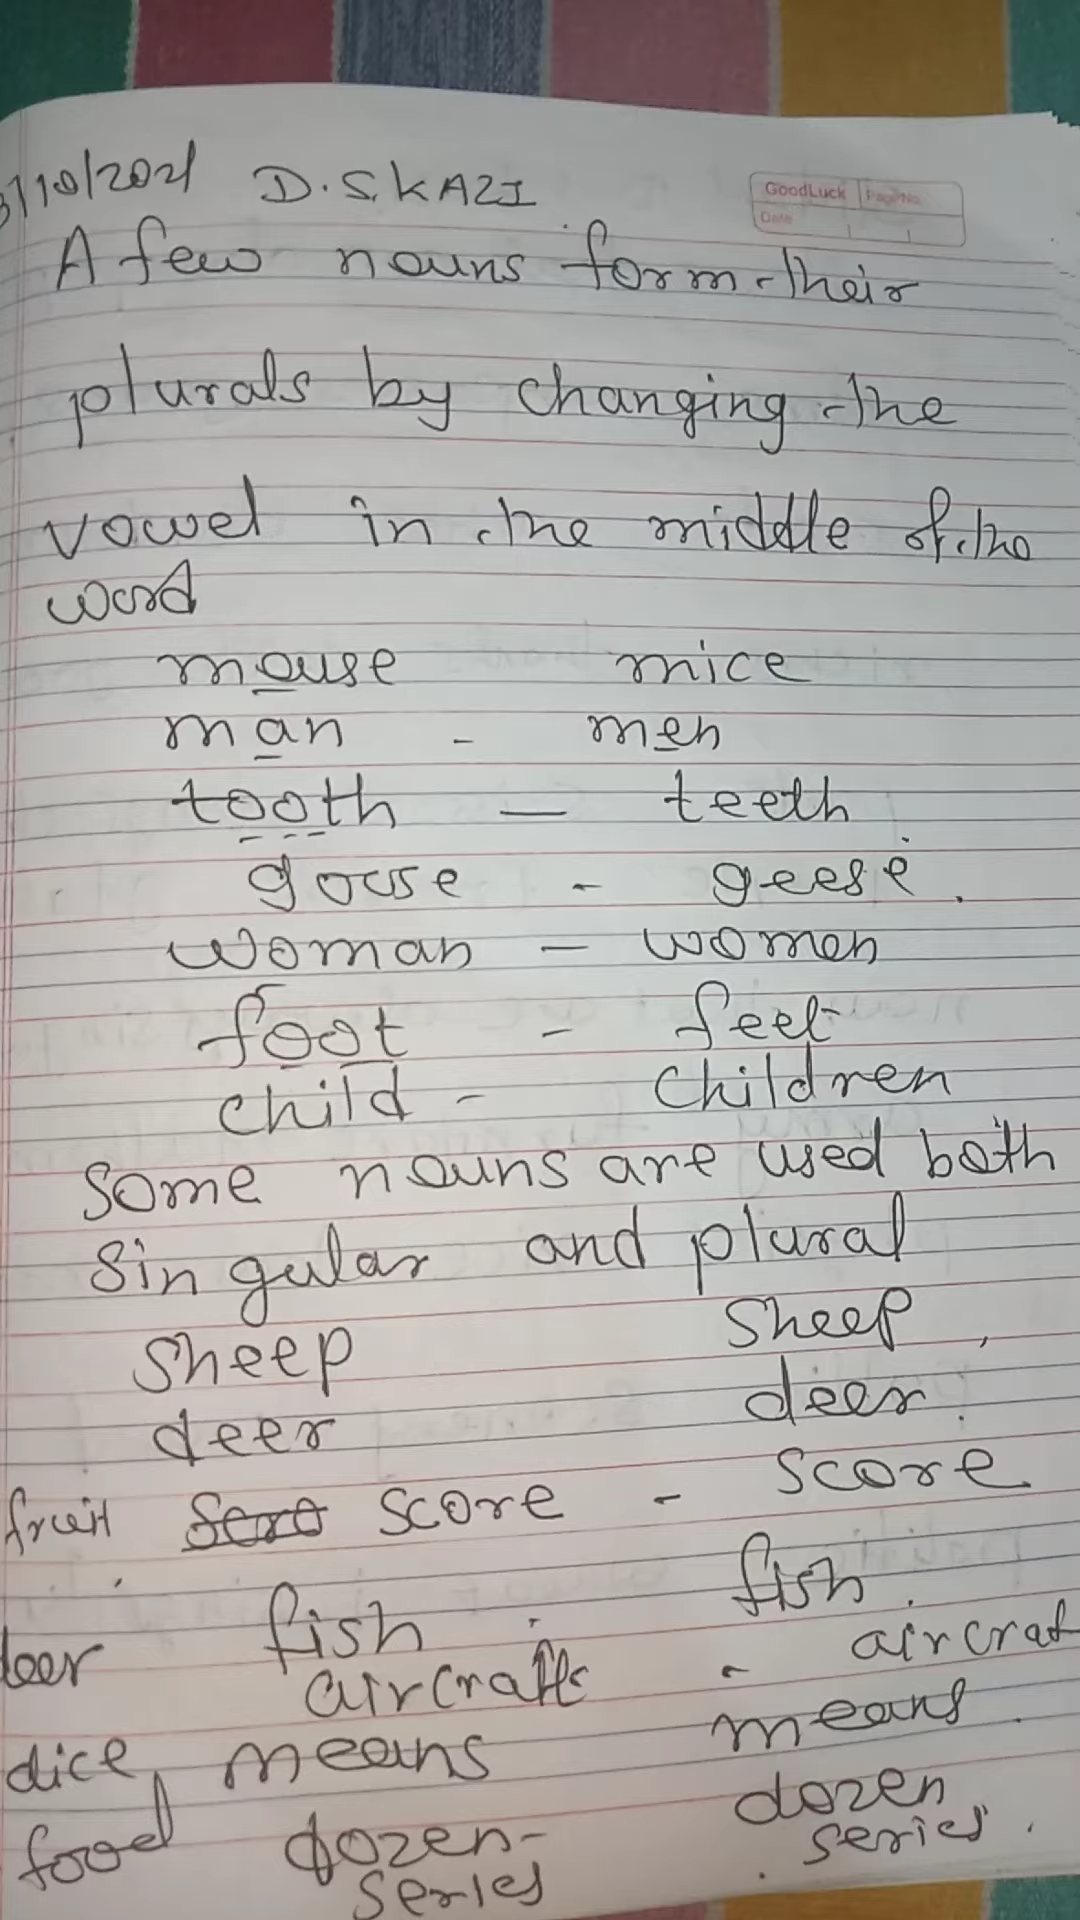 3/10/2021 D.S.KAZI
GoodLuck Page No.
Date
A few nouns form their
plurals by changing the
vowel in the middle of the
word
mouse mice
man - men
tooth - teeth
goose - geese.
woman - women
foot - feet
child - children
Some nouns are used both
Singular and plural
Sheep Sheep,
deer deer.
fruit score - score
deer fish fish.
aircrafts - aircraf
dice, means means.
food dozen- dozen
series series.